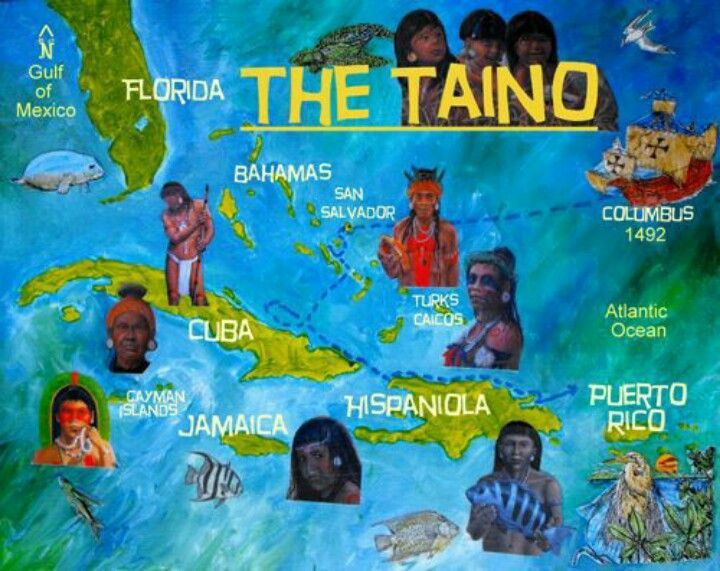 THE TAINO
N
Gulf
of
Mexico
FLORIDA
BAHAMAS
SAN
SALVADOR
COLUMBUS
1492
TURKS
CAICOS
Atlantic
Ocean
CUBA
CAYMAN
ISLANDS
JAMAICA
HISPANIOLA
PUERTO
RICO